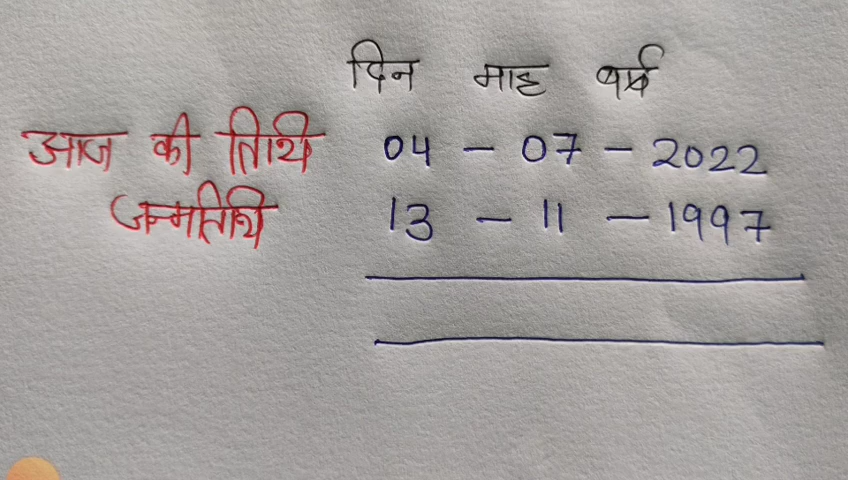 दिन माह वर्ष
आज की तिथि 04 - 07 - 2022
जन्मतिथि 13 - 11 - 1997